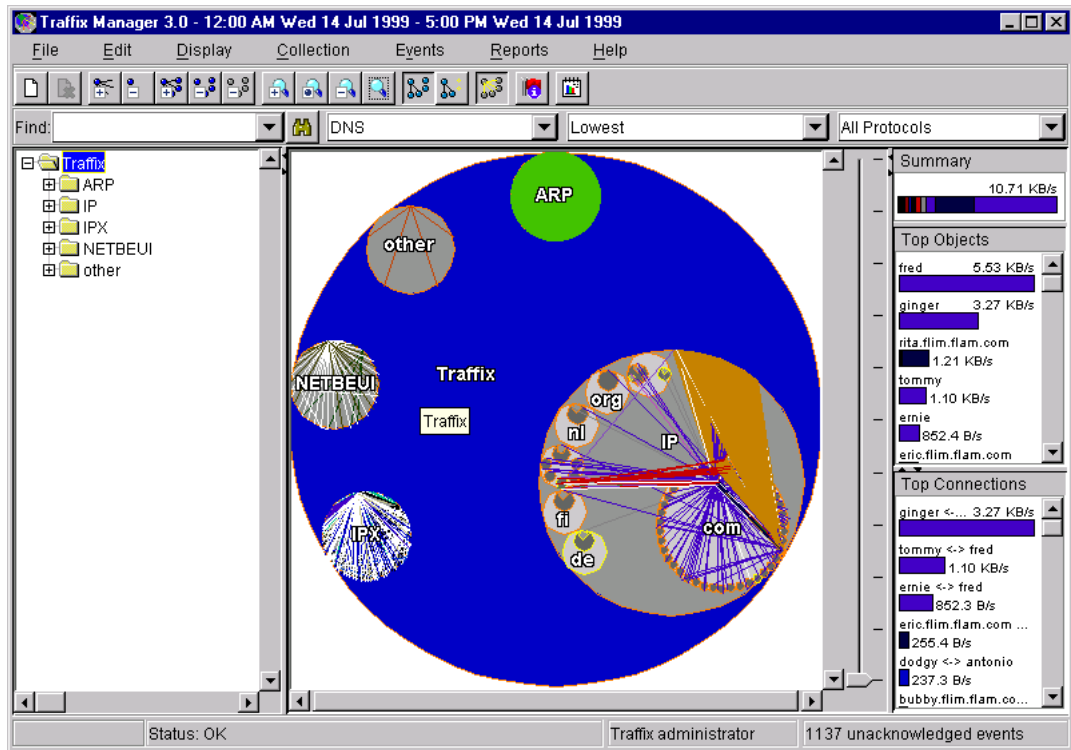 Traffix Manager 3.0 - 12:00 AM Wed 14 Jul 1999 - 5:00 PM Wed 14 Jul 1999
File Edit Display Collection Events Reports Help
Find: DNS Lowest All Protocols
Traffix
ARP
IP
IPX
NETBEUI
other
ARP
other
NETBEUI
Traffix
Traffix
org
nl
IP
fi
com
de
IPX
Summary
10.71 KB/s
Top Objects
fred 5.53 KB/s
ginger 3.27 KB/s
rita.flim.flam.com
1.21 KB/s
tommy
1.10 KB/s
ernie
852.4 B/s
eric.flim.flam.com
Top Connections
ginger <-... 3.27 KB/s
tommy <-> fred
1.10 KB/s
ernie <-> fred
852.3 B/s
eric.flim.flam.com ...
255.4 B/s
dodgy <-> antonio
237.3 B/s
bubby.flim.flam.co...
Status: OK
Traffix administrator
1137 unacknowledged events